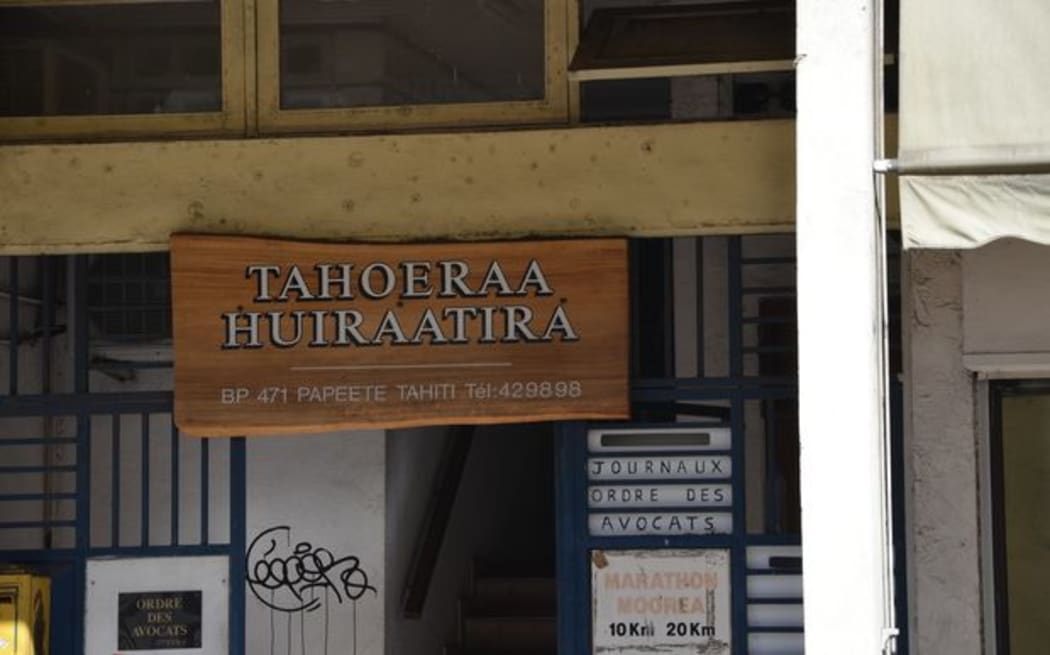 TAHOERAA
HUIRAATIRA
BP 471 PAPEETE TAHITI Tél:429898
JOURNAUX
ORDRE DES
AVOCATS
ORDRE
DES
AVOCATS
MARATHON
MOOREA
10Km 20Km